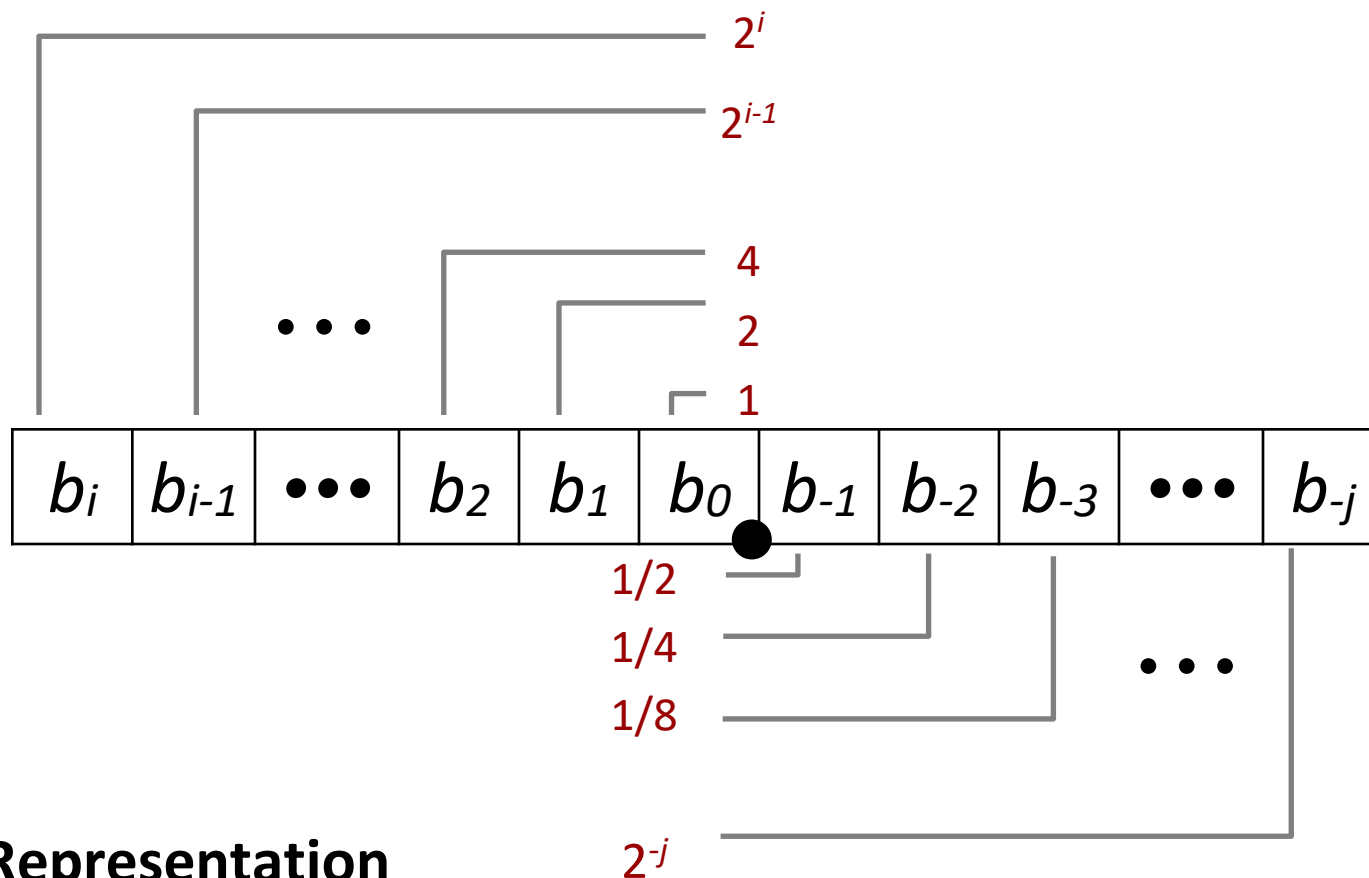 2^i
2^{i-1}
4
2
• • •
1
b_i b_{i-1} ••• b_2 b_1 b_0 . b_{-1} b_{-2} b_{-3} ••• b_{-j}
1/2
1/4
• • •
1/8
Representation
2^{-j}